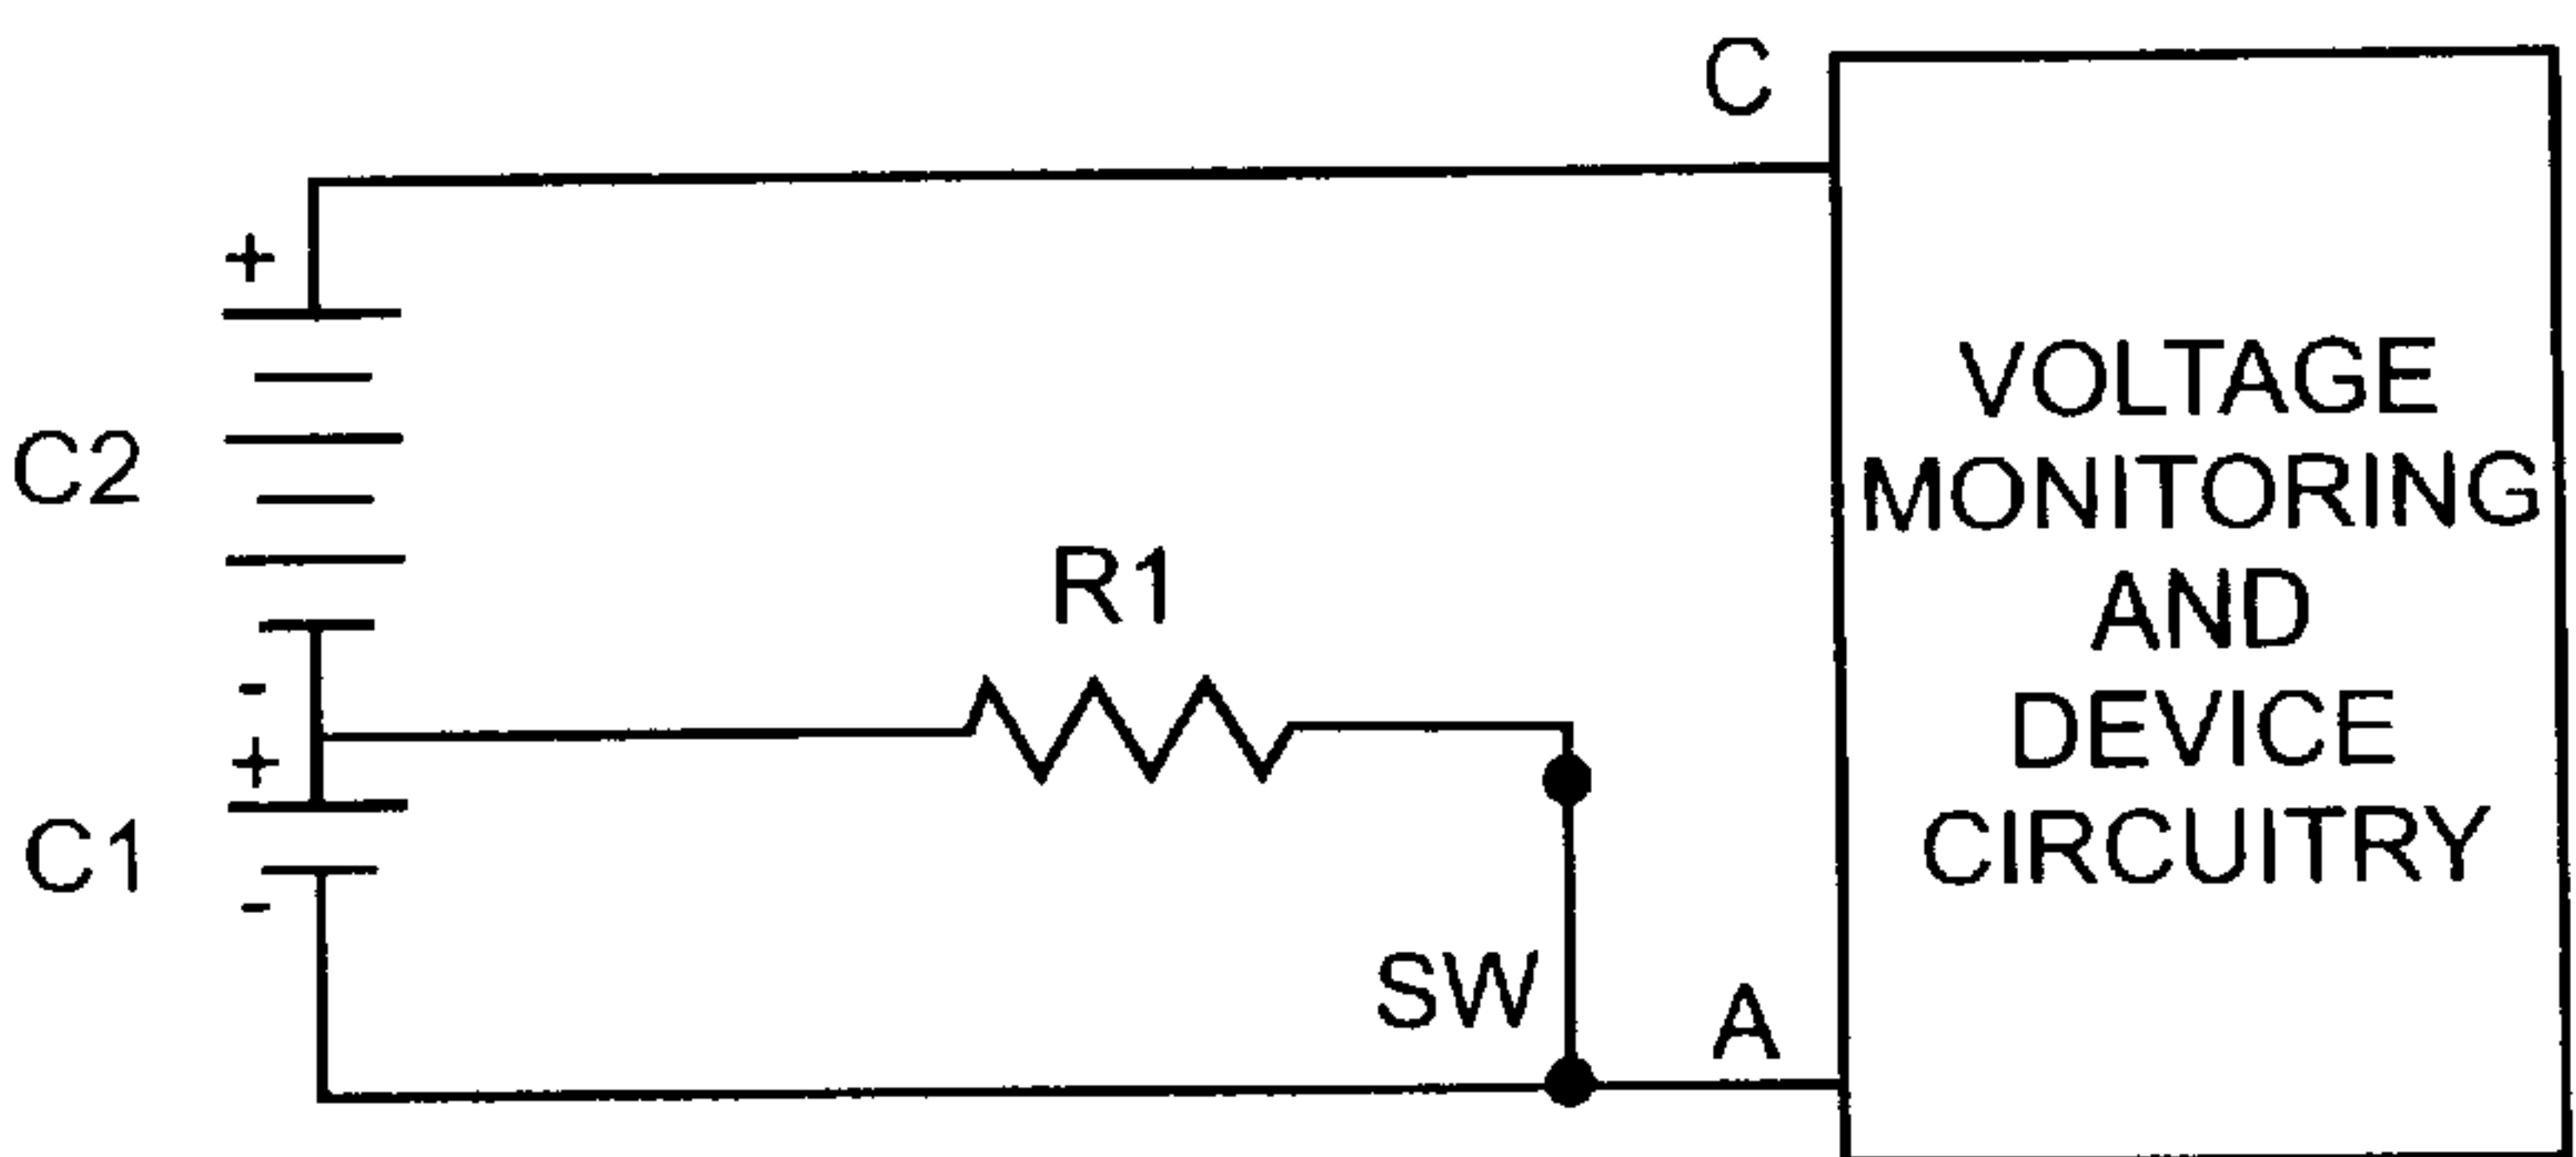 C
+
C2
-
+
C1
-
R1
SW
A
VOLTAGE
MONITORING
AND
DEVICE
CIRCUITRY